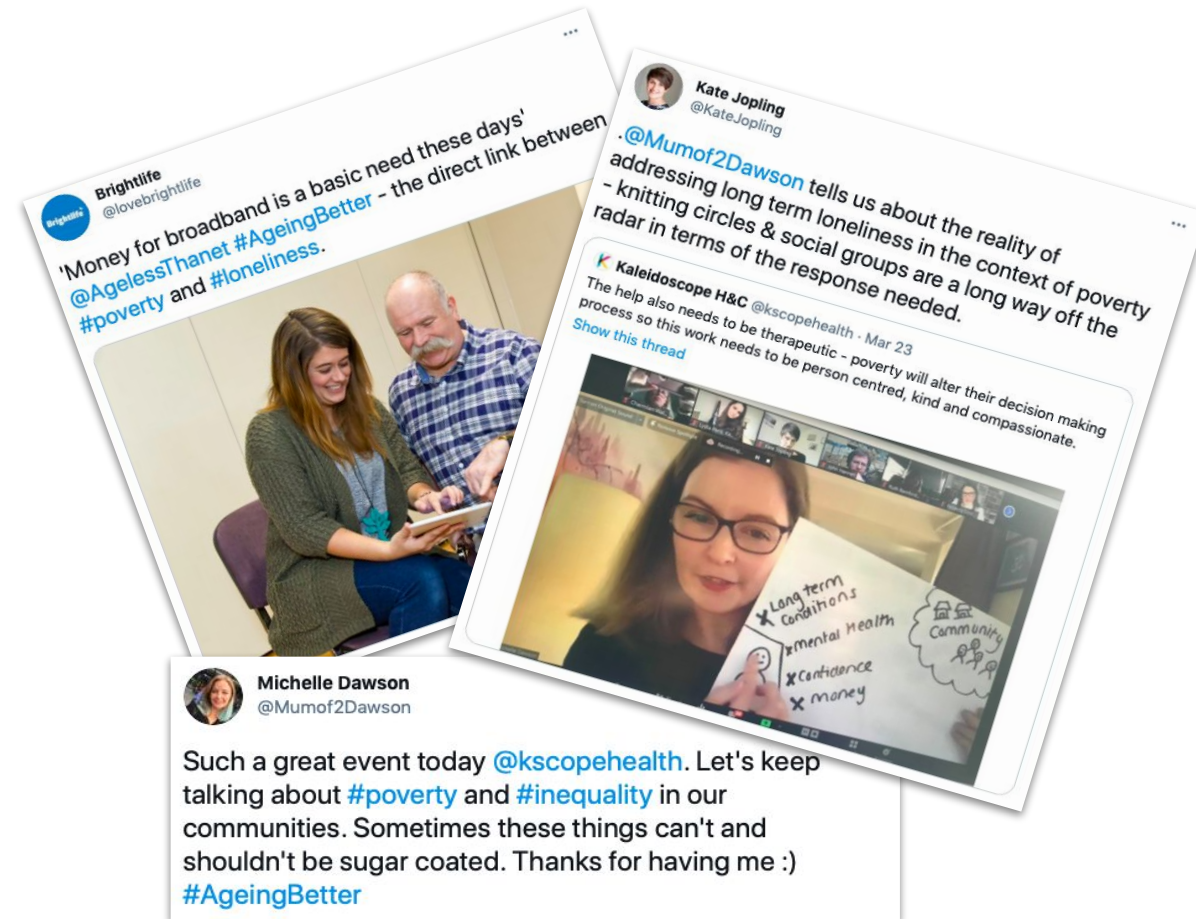 Brightlife
@lovebrightlife
'Money for broadband is a basic need these days'
@AgelessThanet #AgeingBetter - the direct link between
#poverty and #loneliness.
Brightlife
Kate Jopling
@KateJopling
.@Mumof2Dawson tells us about the reality of
addressing long term loneliness in the context of poverty
- knitting circles & social groups are a long way off the
radar in terms of the response needed.
Kaleidoscope H&C @kscopehealth · Mar 23
The help also needs to be therapeutic - poverty will alter their decision making
process so this work needs to be person centred, kind and compassionate.
Show this thread
x Long term
conditions
x mental Health
x confidence
x money
Community
Michelle Dawson
@Mumof2Dawson
Such a great event today @kscopehealth. Let's keep
talking about #poverty and #inequality in our
communities. Sometimes these things can't and
shouldn't be sugar coated. Thanks for having me :)
#AgeingBetter